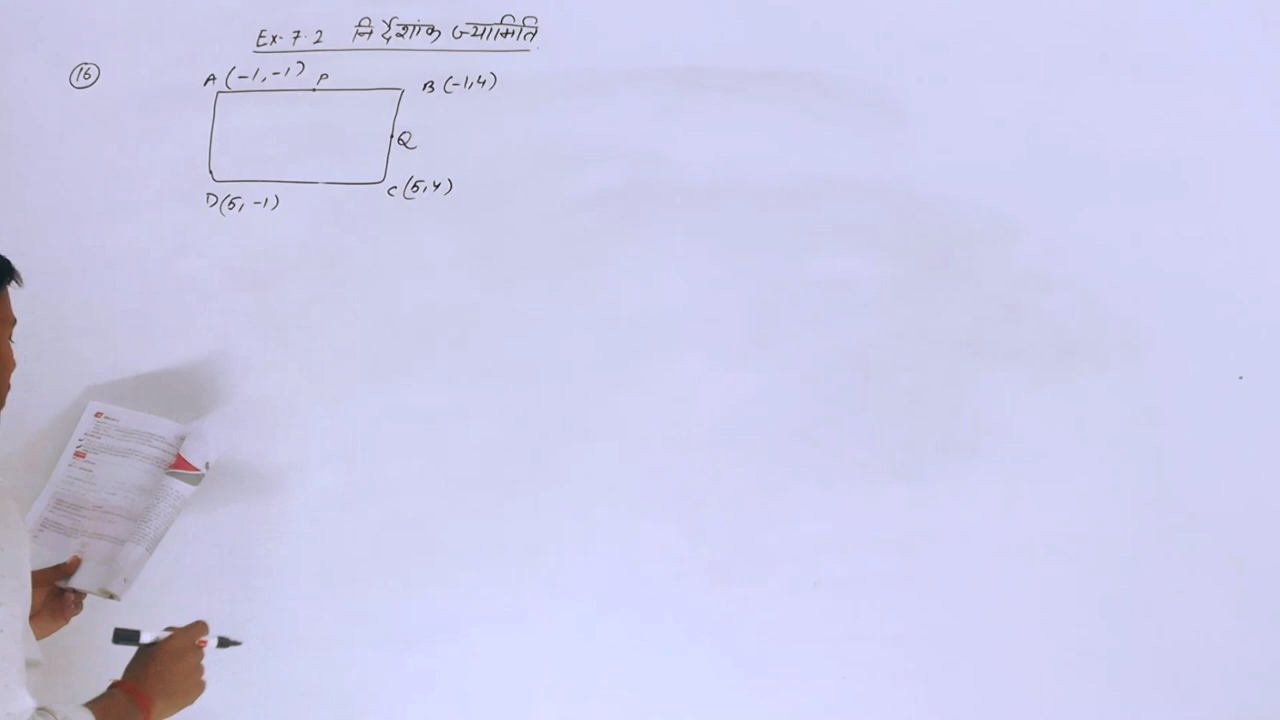 Ex-7.2 निर्देशांक ज्यामिति
16
A (-1,-1) P B (-1,4)
Q
D(5,-1) C(5,4)